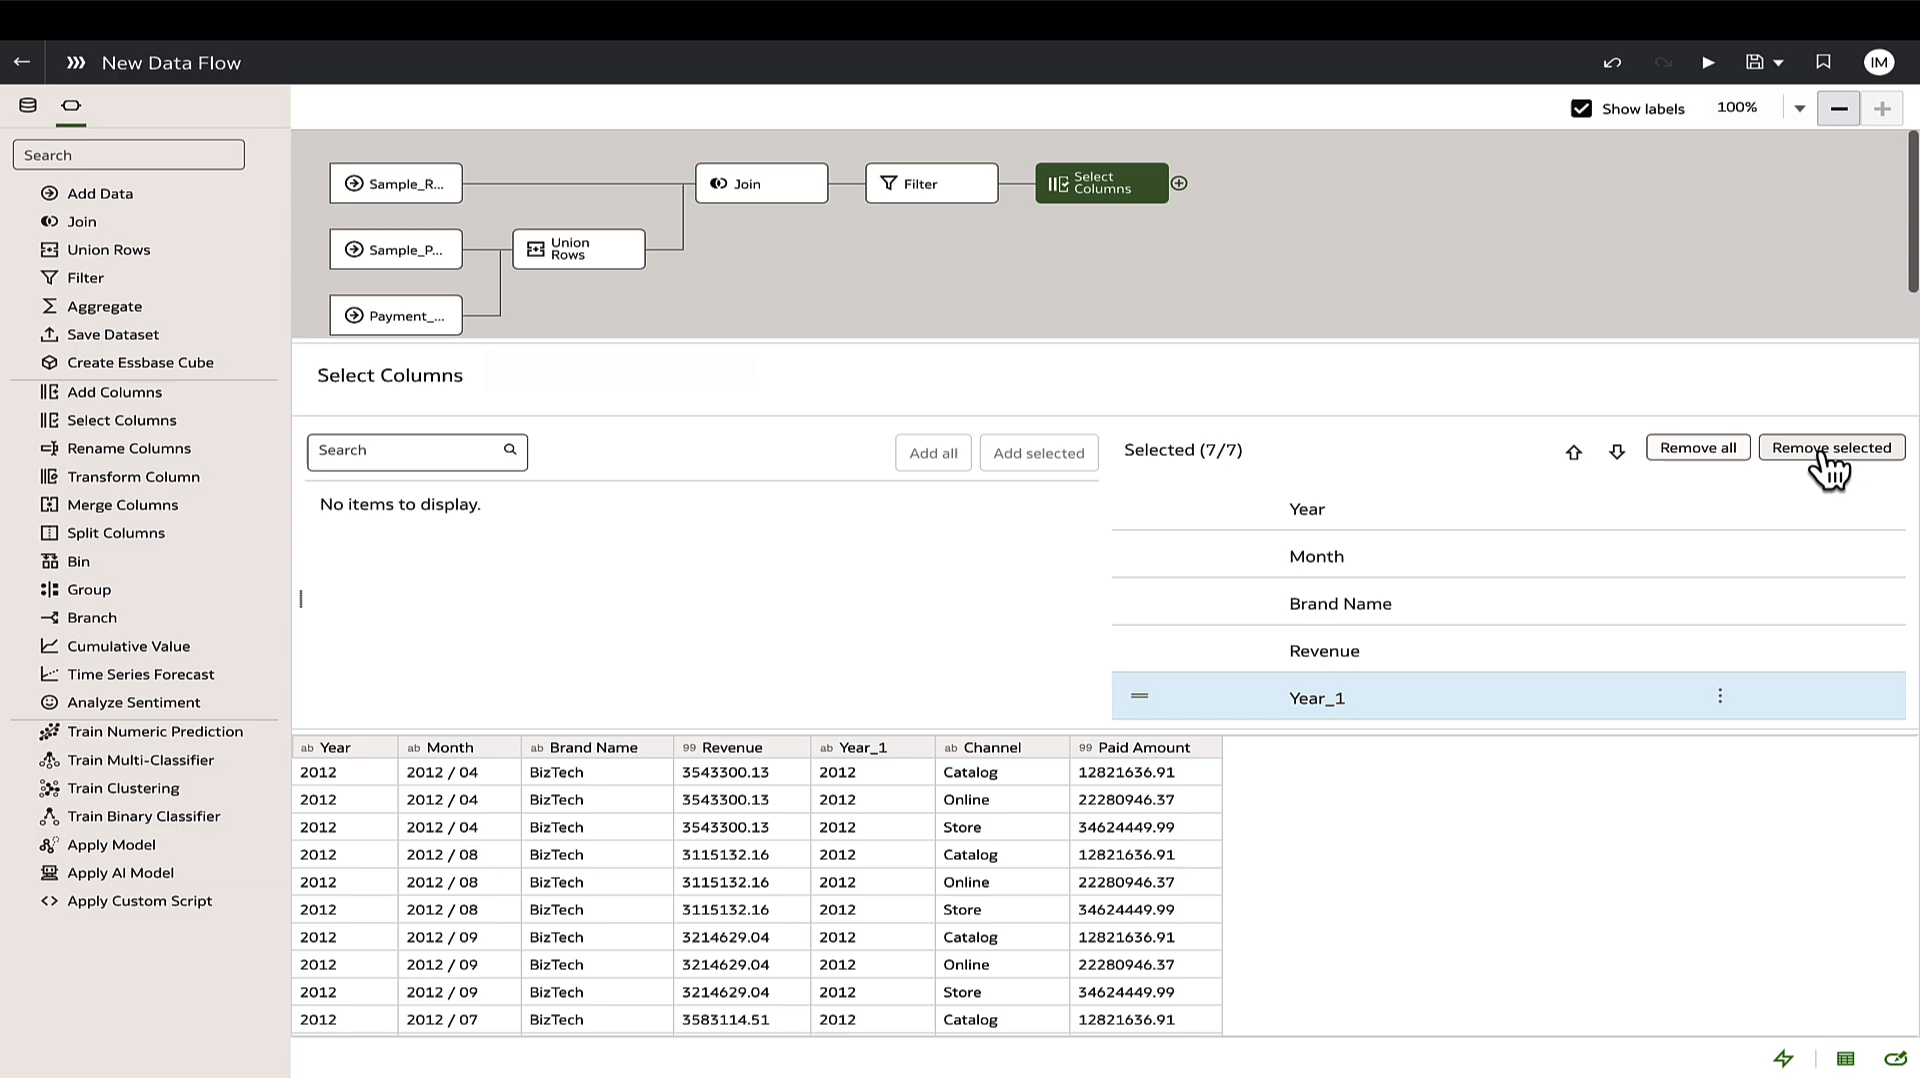 New Data Flow
IM
Show labels
100%
Search
Add Data
Join
Union Rows
Filter
Aggregate
Save Dataset
Create Essbase Cube
Add Columns
Select Columns
Rename Columns
Transform Column
Merge Columns
Split Columns
Bin
Group
Branch
Cumulative Value
Time Series Forecast
Analyze Sentiment
Train Numeric Prediction
Train Multi-Classifier
Train Clustering
Train Binary Classifier
Apply Model
Apply AI Model
Apply Custom Script
Sample_R...
Join
Filter
Select
Columns
Sample_P...
Union
Rows
Payment_...
Select Columns
Search
Add all
Add selected
No items to display.
Selected (7/7)
Remove all
Remove selected
Year
Month
Brand Name
Revenue
Year_1
ab Year ab Month ab Brand Name 99 Revenue ab Year_1 ab Channel 99 Paid Amount
2012 2012 / 04 BizTech 3543300.13 2012 Catalog 12821636.91
2012 2012 / 04 BizTech 3543300.13 2012 Online 22280946.37
2012 2012 / 04 BizTech 3543300.13 2012 Store 34624449.99
2012 2012 / 08 BizTech 3115132.16 2012 Catalog 12821636.91
2012 2012 / 08 BizTech 3115132.16 2012 Online 22280946.37
2012 2012 / 08 BizTech 3115132.16 2012 Store 34624449.99
2012 2012 / 09 BizTech 3214629.04 2012 Catalog 12821636.91
2012 2012 / 09 BizTech 3214629.04 2012 Online 22280946.37
2012 2012 / 09 BizTech 3214629.04 2012 Store 34624449.99
2012 2012 / 07 BizTech 3583114.51 2012 Catalog 12821636.91